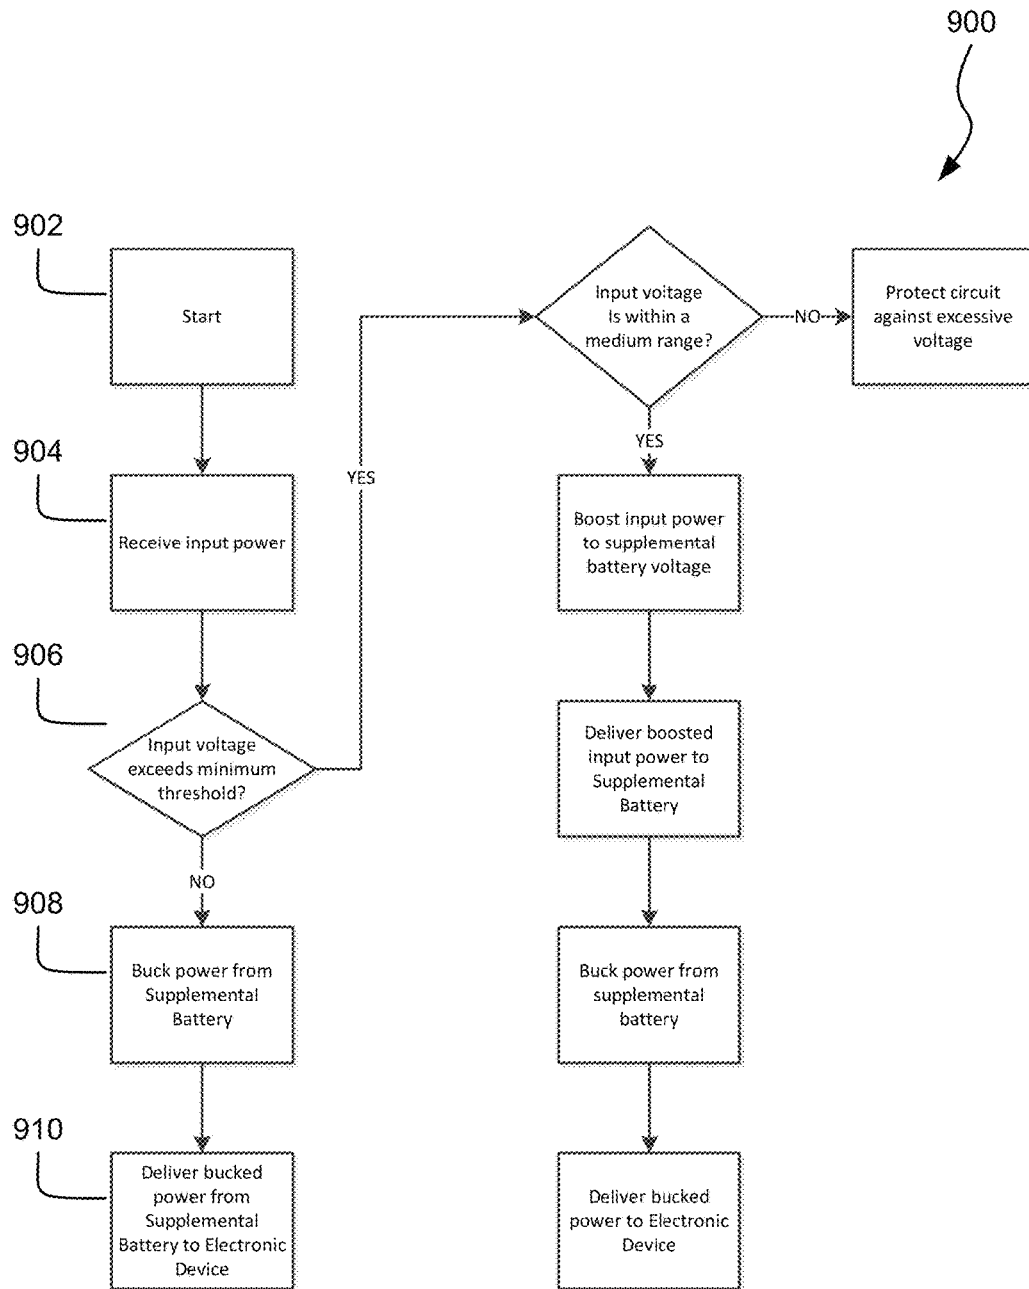 900
902
Start
904
Receive input power
906
Input voltage
exceeds minimum
threshold?
YES
NO
908
Buck power from
Supplemental
Battery
910
Deliver bucked
power from
Supplemental
Battery to Electronic
Device
Input voltage
Is within a
medium range?
NO
Protect circuit
against excessive
voltage
YES
Boost input power
to supplemental
battery voltage
Deliver boosted
input power to
Supplemental
Battery
Buck power from
supplemental
battery
Deliver bucked
power to Electronic
Device